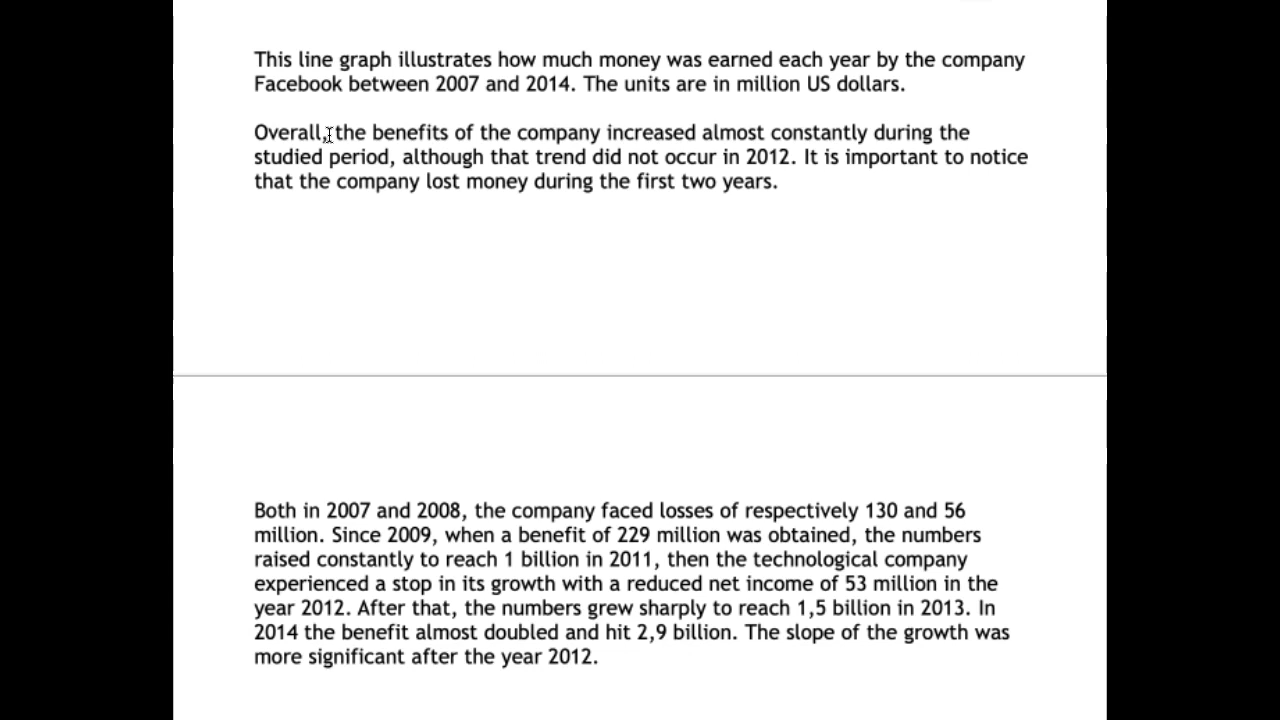 This line graph illustrates how much money was earned each year by the company
Facebook between 2007 and 2014. The units are in million US dollars.
Overall, the benefits of the company increased almost constantly during the
studied period, although that trend did not occur in 2012. It is important to notice
that the company lost money during the first two years.
Both in 2007 and 2008, the company faced losses of respectively 130 and 56
million. Since 2009, when a benefit of 229 million was obtained, the numbers
raised constantly to reach 1 billion in 2011, then the technological company
experienced a stop in its growth with a reduced net income of 53 million in the
year 2012. After that, the numbers grew sharply to reach 1,5 billion in 2013. In
2014 the benefit almost doubled and hit 2,9 billion. The slope of the growth was
more significant after the year 2012.